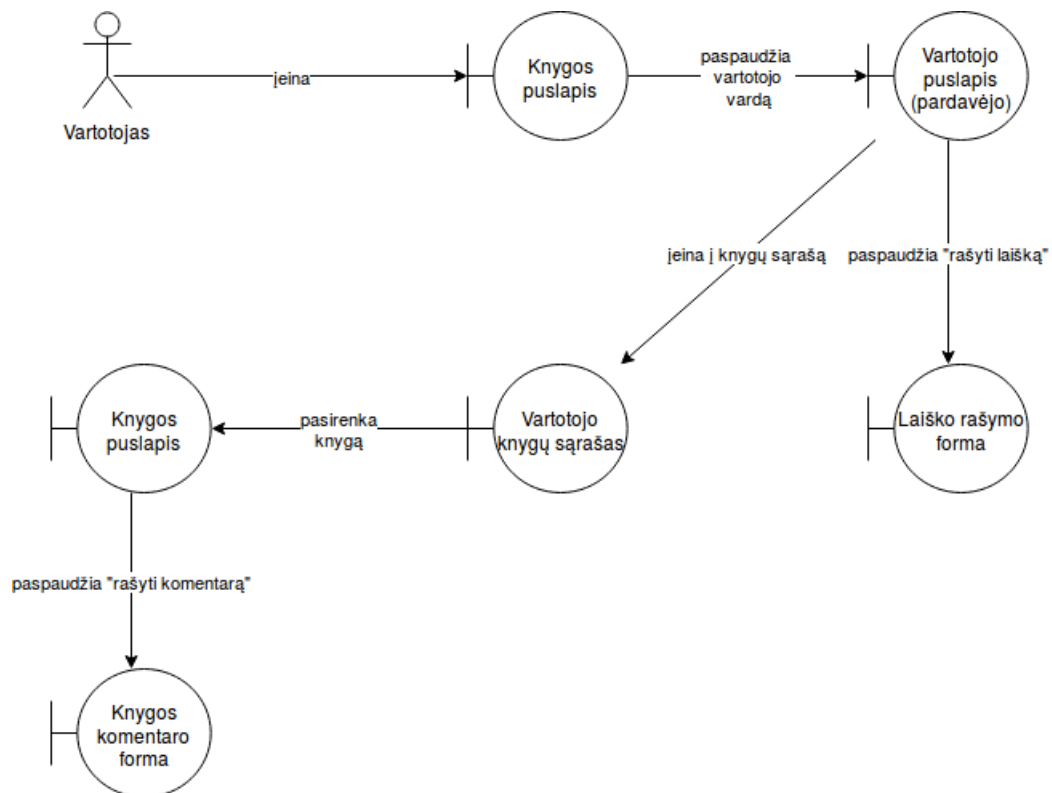 Vartotojas
įeina
Knygos
puslapis
paspaudžia
vartotojo
vardą
Vartotojo
puslapis
(pardavėjo)
įeina į knygų sąrašą
paspaudžia "rašyti laišką"
Knygos
puslapis
pasirenka
knygą
Vartotojo
knygų sąrašas
Laiško rašymo
forma
paspaudžia "rašyti komentarą"
Knygos
komentaro
forma